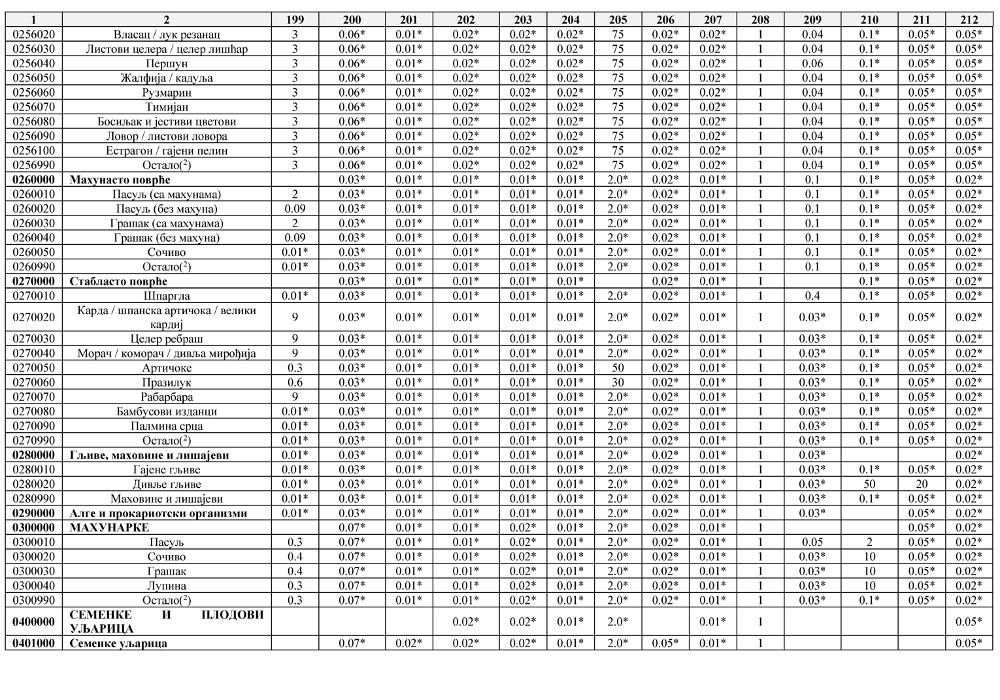 1 2 199 200 201 202 203 204 205 206 207 208 209 210 211 212
0256020 Власац / лук резанац 3 0.06* 0.01* 0.02* 0.02* 0.02* 75 0.02* 0.02* 1 0.04 0.1* 0.05* 0.05*
0256030 Листови целера / целер лишћар 3 0.06* 0.01* 0.02* 0.02* 0.02* 75 0.02* 0.02* 1 0.04 0.1* 0.05* 0.05*
0256040 Першун 3 0.06* 0.01* 0.02* 0.02* 0.02* 75 0.02* 0.02* 1 0.06 0.1* 0.05* 0.05*
0256050 Жалфија / кадуља 3 0.06* 0.01* 0.02* 0.02* 0.02* 75 0.02* 0.02* 1 0.04 0.1* 0.05* 0.05*
0256060 Рузмарин 3 0.06* 0.01* 0.02* 0.02* 0.02* 75 0.02* 0.02* 1 0.04 0.1* 0.05* 0.05*
0256070 Тимијан 3 0.06* 0.01* 0.02* 0.02* 0.02* 75 0.02* 0.02* 1 0.04 0.1* 0.05* 0.05*
0256080 Босиљак и јестиви цветови 3 0.06* 0.01* 0.02* 0.02* 0.02* 75 0.02* 0.02* 1 0.04 0.1* 0.05* 0.05*
0256090 Ловор / листови ловора 3 0.06* 0.01* 0.02* 0.02* 0.02* 75 0.02* 0.02* 1 0.04 0.1* 0.05* 0.05*
0256100 Естрагон / гајени пелин 3 0.06* 0.01* 0.02* 0.02* 0.02* 75 0.02* 0.02* 1 0.04 0.1* 0.05* 0.05*
0256990 Остало(²) 3 0.06* 0.01* 0.02* 0.02* 0.02* 75 0.02* 0.02* 1 0.04 0.1* 0.05* 0.05*
0260000 Махунасто поврће 0.03* 0.01* 0.01* 0.01* 0.01* 2.0* 0.02* 0.01* 1 0.1 0.1* 0.05* 0.02*
0260010 Пасуљ (са махунама) 2 0.03* 0.01* 0.01* 0.01* 0.01* 2.0* 0.02* 0.01* 1 0.1 0.1* 0.05* 0.02*
0260020 Пасуљ (без махуна) 0.09 0.03* 0.01* 0.01* 0.01* 0.01* 2.0* 0.02* 0.01* 1 0.1 0.1* 0.05* 0.02*
0260030 Грашак (са махунама) 2 0.03* 0.01* 0.01* 0.01* 0.01* 2.0* 0.02* 0.01* 1 0.1 0.1* 0.05* 0.02*
0260040 Грашак (без махуна) 0.09 0.03* 0.01* 0.01* 0.01* 0.01* 2.0* 0.02* 0.01* 1 0.1 0.1* 0.05* 0.02*
0260050 Сочиво 0.01* 0.03* 0.01* 0.01* 0.01* 0.01* 2.0* 0.02* 0.01* 1 0.1 0.1* 0.05* 0.02*
0260990 Остало(²) 0.01* 0.03* 0.01* 0.01* 0.01* 0.01* 2.0* 0.02* 0.01* 1 0.1 0.1* 0.05* 0.02*
0270000 Стабласто поврће 0.03* 0.01* 0.01* 0.01* 0.01* 0.02* 0.01* 1 0.1* 0.05* 0.02*
0270010 Шпаргла 0.01* 0.03* 0.01* 0.01* 0.01* 0.01* 2.0* 0.02* 0.01* 1 0.4 0.1* 0.05* 0.02*
Карда / шпанска артичока / велики
0270020 кардиј 9 0.03* 0.01* 0.01* 0.01* 0.01* 2.0* 0.02* 0.01* 1 0.03* 0.1* 0.05* 0.02*
0270030 Целер ребраш 9 0.03* 0.01* 0.01* 0.01* 0.01* 2.0* 0.02* 0.01* 1 0.03* 0.1* 0.05* 0.02*
0270040 Морач / коморач / дивља мирођија 9 0.03* 0.01* 0.01* 0.01* 0.01* 2.0* 0.02* 0.01* 1 0.03* 0.1* 0.05* 0.02*
0270050 Артичоке 0.3 0.03* 0.01* 0.01* 0.01* 0.01* 50 0.02* 0.01* 1 0.03* 0.1* 0.05* 0.02*
0270060 Празилук 0.6 0.03* 0.01* 0.01* 0.01* 0.01* 30 0.02* 0.01* 1 0.03* 0.1* 0.05* 0.02*
0270070 Рабарбара 9 0.03* 0.01* 0.01* 0.01* 0.01* 2.0* 0.02* 0.01* 1 0.03* 0.1* 0.05* 0.02*
0270080 Бамбусови изданци 0.01* 0.03* 0.01* 0.01* 0.01* 0.01* 2.0* 0.02* 0.01* 1 0.03* 0.1* 0.05* 0.02*
0270090 Палмина срца 0.01* 0.03* 0.01* 0.01* 0.01* 0.01* 2.0* 0.02* 0.01* 1 0.03* 0.1* 0.05* 0.02*
0270990 Остало(²) 0.01* 0.03* 0.01* 0.01* 0.01* 0.01* 2.0* 0.02* 0.01* 1 0.03* 0.1* 0.05* 0.02*
0280000 Гљиве, маховине и лишајеви 0.01* 0.03* 0.01* 0.01* 0.01* 0.01* 2.0* 0.02* 0.01* 1 0.03* 0.02*
0280010 Гајене гљиве 0.01* 0.03* 0.01* 0.01* 0.01* 0.01* 2.0* 0.02* 0.01* 1 0.03* 0.1* 0.05* 0.02*
0280020 Дивље гљиве 0.01* 0.03* 0.01* 0.01* 0.01* 0.01* 2.0* 0.02* 0.01* 1 0.03* 50 20 0.02*
0280990 Маховине и лишајеви 0.01* 0.03* 0.01* 0.01* 0.01* 0.01* 2.0* 0.02* 0.01* 1 0.03* 0.1* 0.05* 0.02*
0290000 Алге и прокариотски организми 0.01* 0.03* 0.01* 0.01* 0.01* 0.01* 2.0* 0.02* 0.01* 1 0.03* 0.05* 0.02*
0300000 МАХУНАРКЕ 0.07* 0.01* 0.01* 0.02* 0.01* 2.0* 0.02* 0.01* 1 0.05* 0.02*
0300010 Пасуљ 0.3 0.07* 0.01* 0.01* 0.02* 0.01* 2.0* 0.02* 0.01* 1 0.05 2 0.05* 0.02*
0300020 Сочиво 0.4 0.07* 0.01* 0.01* 0.02* 0.01* 2.0* 0.02* 0.01* 1 0.03* 10 0.05* 0.02*
0300030 Грашак 0.4 0.07* 0.01* 0.01* 0.02* 0.01* 2.0* 0.02* 0.01* 1 0.03* 10 0.05* 0.02*
0300040 Лупина 0.3 0.07* 0.01* 0.01* 0.02* 0.01* 2.0* 0.02* 0.01* 1 0.03* 10 0.05* 0.02*
0300990 Остало(²) 0.3 0.07* 0.01* 0.01* 0.02* 0.01* 2.0* 0.02* 0.01* 1 0.03* 0.1* 0.05* 0.02*
СЕМЕНКЕ И ПЛОДОВИ
0400000 УЉАРИЦА 0.02* 0.02* 0.01* 2.0* 0.01* 1 0.05*
0401000 Семенке уљарица 0.07* 0.02* 0.02* 0.02* 0.01* 2.0* 0.05* 0.01* 1 0.05*